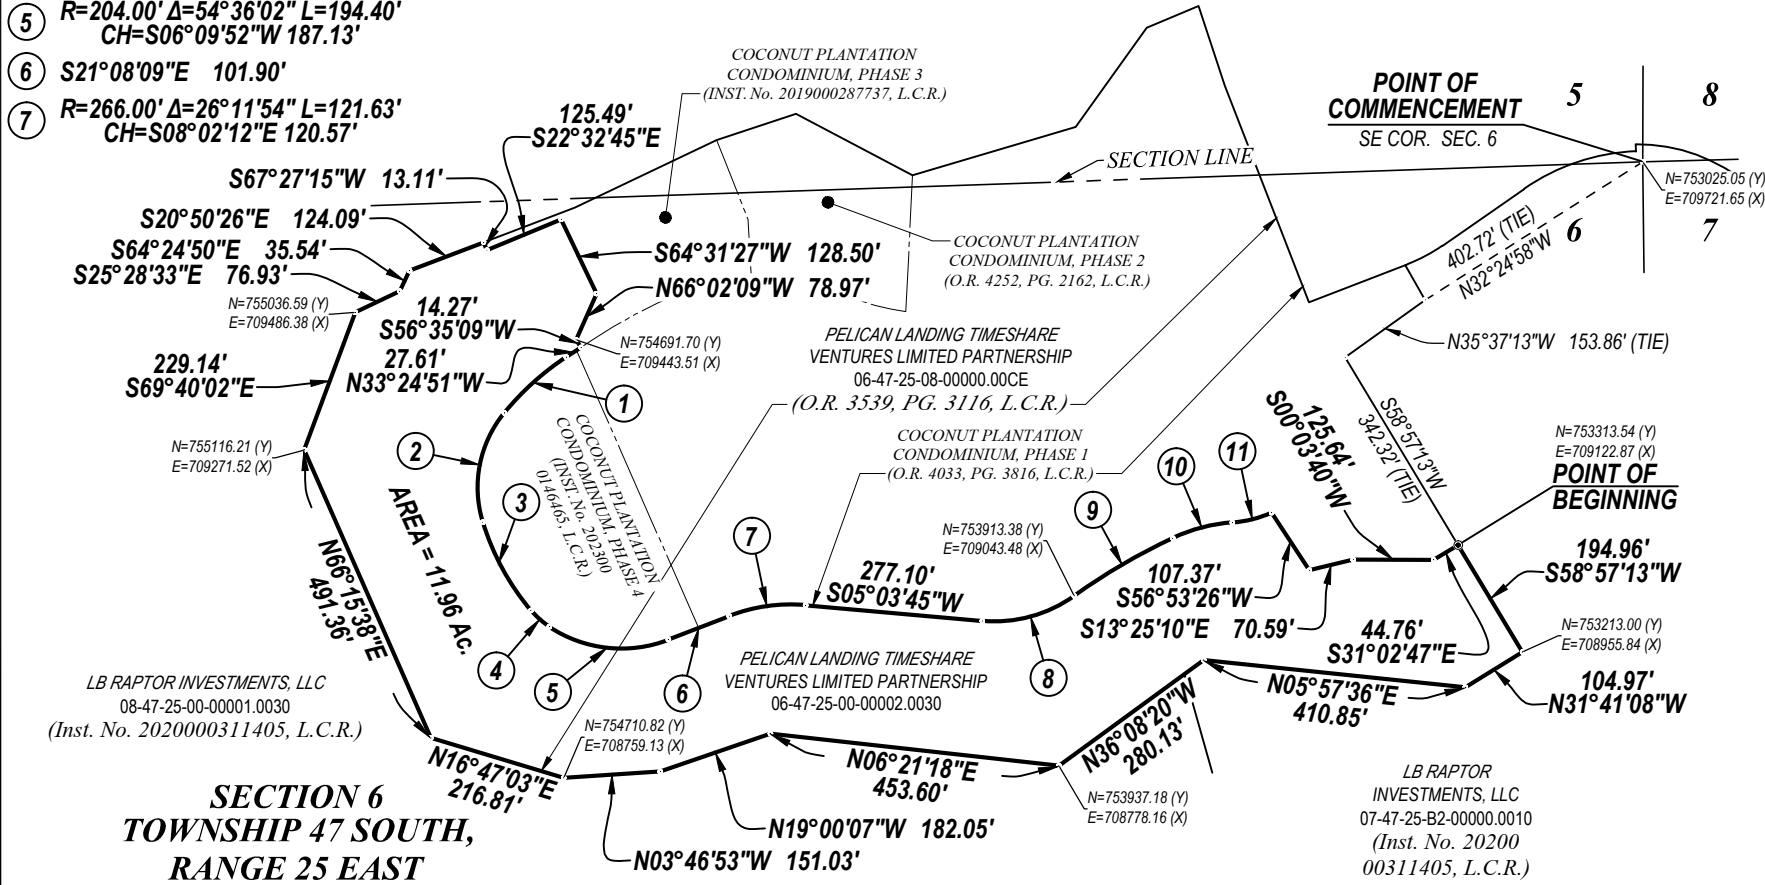 5 R=204.00' Δ=54°36'02" L=194.40'
CH=S06°09'52"W 187.13'
6 S21°08'09"E 101.90'
7 R=266.00' Δ=26°11'54" L=121.63'
CH=S08°02'12"E 120.57'
COCONUT PLANTATION
CONDOMINIUM, PHASE 3
(INST. No. 2019000287737, L.C.R.)
POINT OF
COMMENCEMENT
SE COR. SEC. 6
5
8
6
7
N=753025.05 (Y)
E=709721.65 (X)
SECTION LINE
125.49'
S22°32'45"E
S67°27'15"W 13.11'
S20°50'26"E 124.09'
S64°24'50"E 35.54'
S25°28'33"E 76.93'
N=755036.59 (Y)
E=709486.38 (X)
229.14'
S69°40'02"E
S64°31'27"W 128.50'
N66°02'09"W 78.97'
14.27'
S56°35'09"W
27.61'
N33°24'51"W
N=754691.70 (Y)
E=709443.51 (X)
COCONUT PLANTATION
CONDOMINIUM, PHASE 2
(O.R. 4252, PG. 2162, L.C.R.)
402.72' (TIE)
N32°24'58"W
N35°37'13"W 153.86' (TIE)
PELICAN LANDING TIMESHARE
VENTURES LIMITED PARTNERSHIP
06-47-25-08-00000.00CE
(O.R. 3539, PG. 3116, L.C.R.)
COCONUT PLANTATION
CONDOMINIUM, PHASE 1
(O.R. 4033, PG. 3816, L.C.R.)
S58°57'13"W
342.32' (TIE)
125.64'
S00°03'40"W
N=753313.54 (Y)
E=709122.87 (X)
POINT OF
BEGINNING
N=755116.21 (Y)
E=709271.52 (X)
1
2
3
4
5
6
7
8
9
10
11
COCONUT PLANTATION
CONDOMINIUM, PHASE 4
(INST. No. 202300
0146465, L.C.R.)
AREA = 11.96 Ac.
N66°15'38"E
491.36'
277.10'
S05°03'45"W
N=753913.38 (Y)
E=709043.48 (X)
107.37'
S56°53'26"W
S13°25'10"E 70.59'
44.76'
S31°02'47"E
194.96'
S58°57'13"W
N=753213.00 (Y)
E=708955.84 (X)
104.97'
N31°41'08"W
N05°57'36"E
410.85'
N36°08'20"W
280.13'
PELICAN LANDING TIMESHARE
VENTURES LIMITED PARTNERSHIP
06-47-25-00-00002.0030
LB RAPTOR INVESTMENTS, LLC
08-47-25-00-00001.0030
(Inst. No. 2020000311405, L.C.R.)
N=754710.82 (Y)
E=708759.13 (X)
N16°47'03"E
216.81'
N06°21'18"E
453.60'
N=753937.18 (Y)
E=708778.16 (X)
N19°00'07"W 182.05'
N03°46'53"W 151.03'
SECTION 6
TOWNSHIP 47 SOUTH,
RANGE 25 EAST
LB RAPTOR
INVESTMENTS, LLC
07-47-25-B2-00000.0010
(Inst. No. 20200
00311405, L.C.R.)